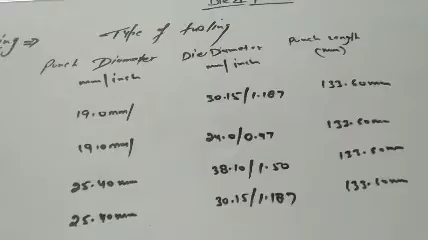 ing ⇒ Type of tooling
Punch Diameter Die Diameter Punch Length
mm/inch mm/inch (mm)
19.0mm/ 30.15/1.187 133.60mm
19.0mm/ 24.0/0.97 133.60mm
25.40mm 38.10/1.50 133.60mm
25.40mm 30.15/1.187 133.60mm